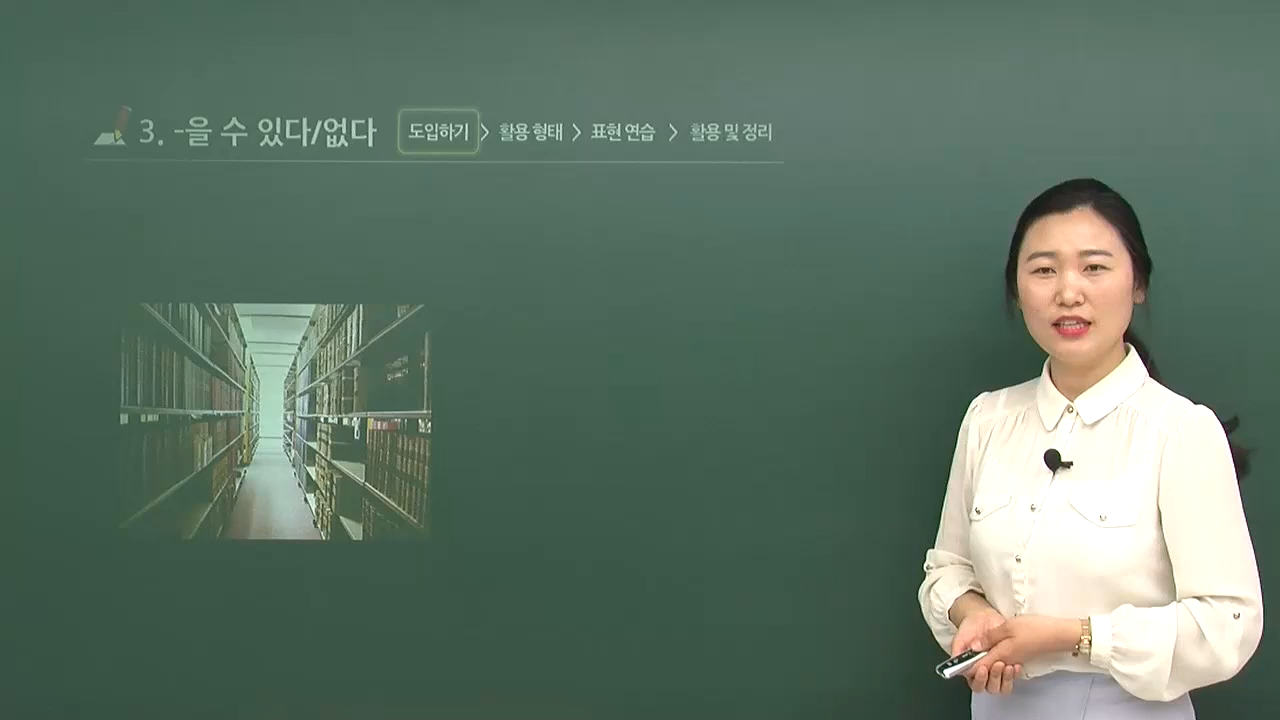 3. -을 수 있다/없다 도입하기 > 활용 형태 > 표현 연습 > 활용 및 정리